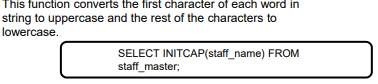 This function converts the first character of each word in
string to uppercase and the rest of the characters to
lowercase.
SELECT INITCAP(staff_name) FROM
staff_master;